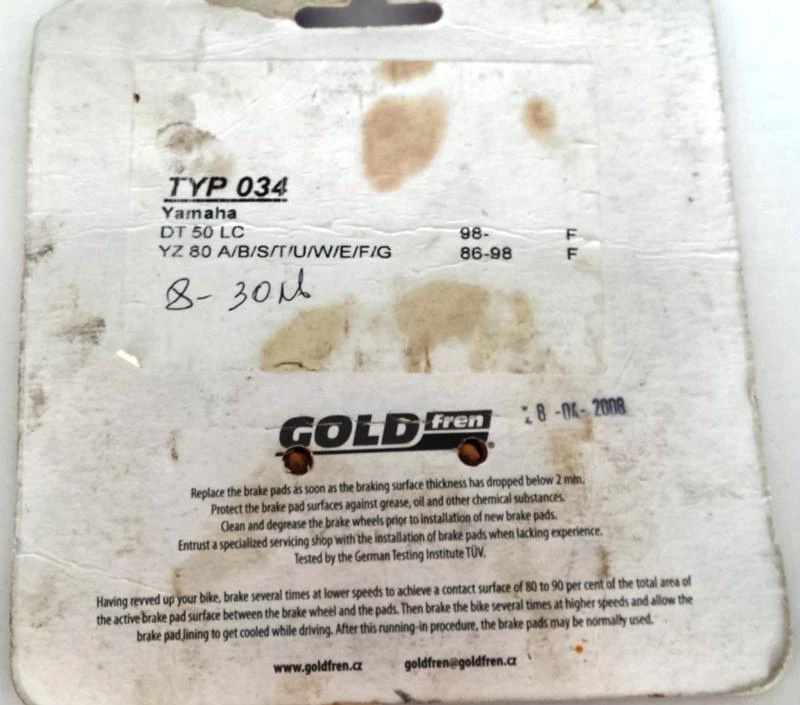 TYP 034
Yamaha
DT 50 LC 98- F
YZ 80 A/B/S/T/U/W/E/F/G 86-98 F
8- 30M
GOLDfren®
8 -04- 2008
Replace the brake pads as soon as the braking surface thickness has dropped below 2 mm.
Protect the brake pad surfaces against grease, oil and other chemical substances.
Clean and degrease the brake wheels prior to installation of new brake pads.
Entrust a specialized servicing shop with the installation of brake pads when lacking experience.
Tested by the German Testing Institute TÜV.
Having revved up your bike, brake several times at lower speeds to achieve a contact surface of 80 to 90 per cent of the total area of
the active brake pad surface between the brake wheel and the pads. Then brake the bike several times at higher speeds and allow the
brake pad lining to get cooled while driving. After this running-in procedure, the brake pads may be normally used.
www.goldfren.cz goldfren@goldfren.cz